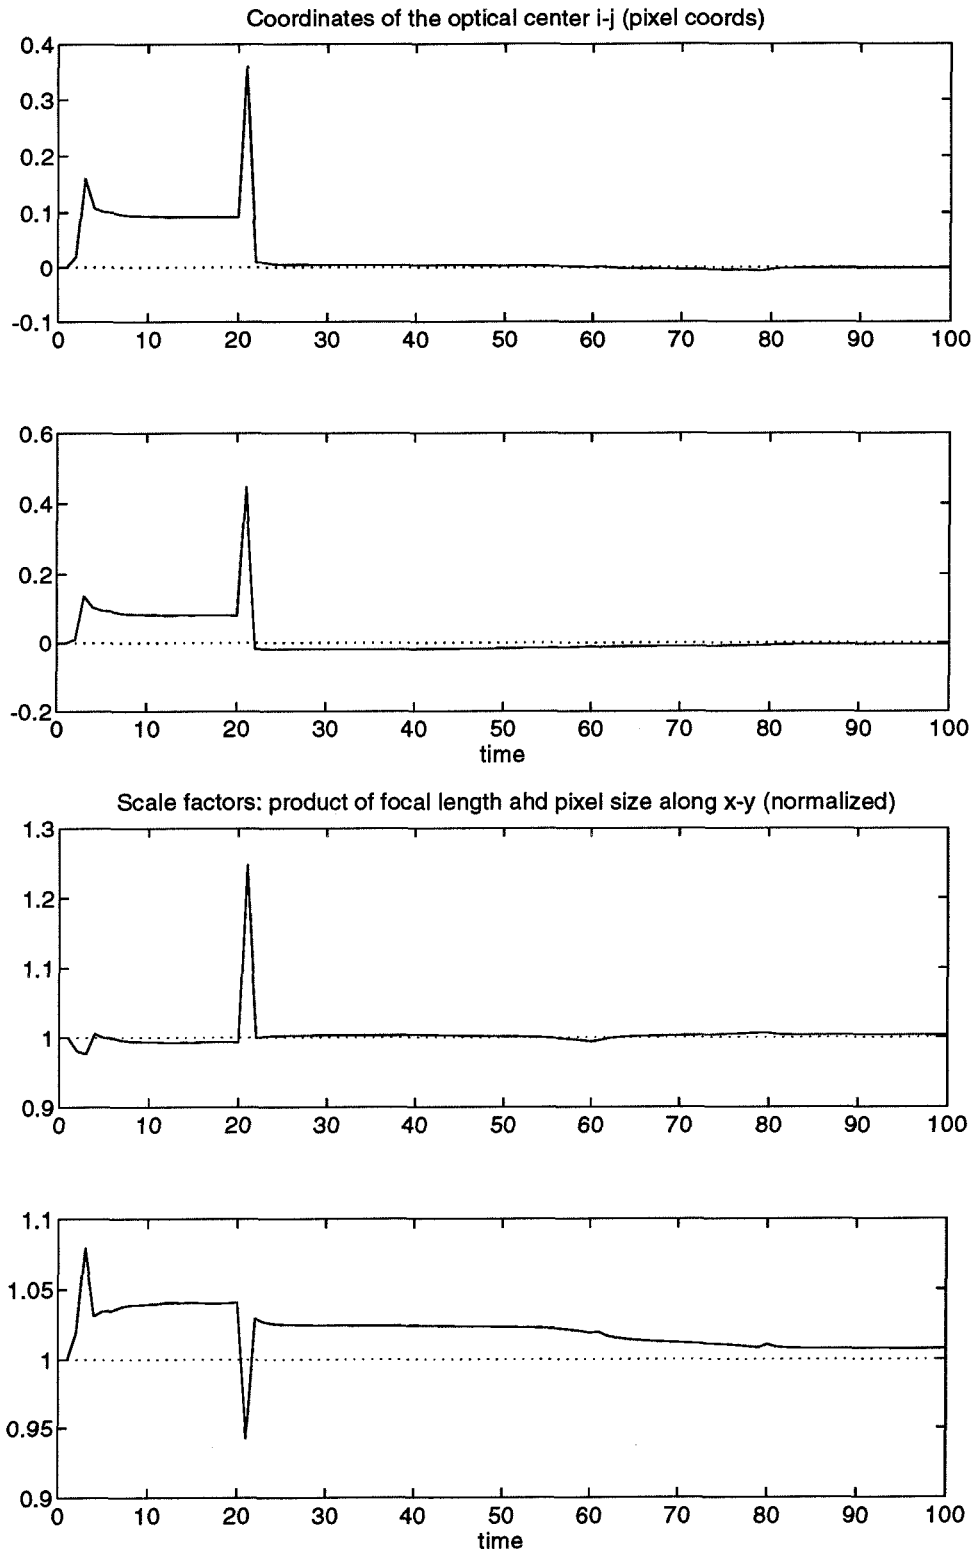 Coordinates of the optical center i-j (pixel coords)
0.4
0.3
0.2
0.1
0
-0.1
0 10 20 30 40 50 60 70 80 90 100
0.6
0.4
0.2
0
-0.2
0 10 20 30 40 50 60 70 80 90 100
time
Scale factors: product of focal length ahd pixel size along x-y (normalized)
1.3
1.2
1.1
1
0.9
0 10 20 30 40 50 60 70 80 90 100
1.1
1.05
1
0.95
0.9
0 10 20 30 40 50 60 70 80 90 100
time